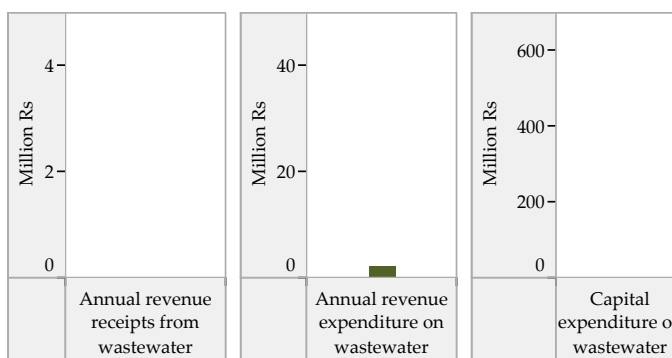 Million Rs
4
2
0
Annual revenue
receipts from
wastewater
Million Rs
40
20
0
Annual revenue
expenditure on
wastewater
Million Rs
600
400
200
0
Capital
expenditure o
wastewater